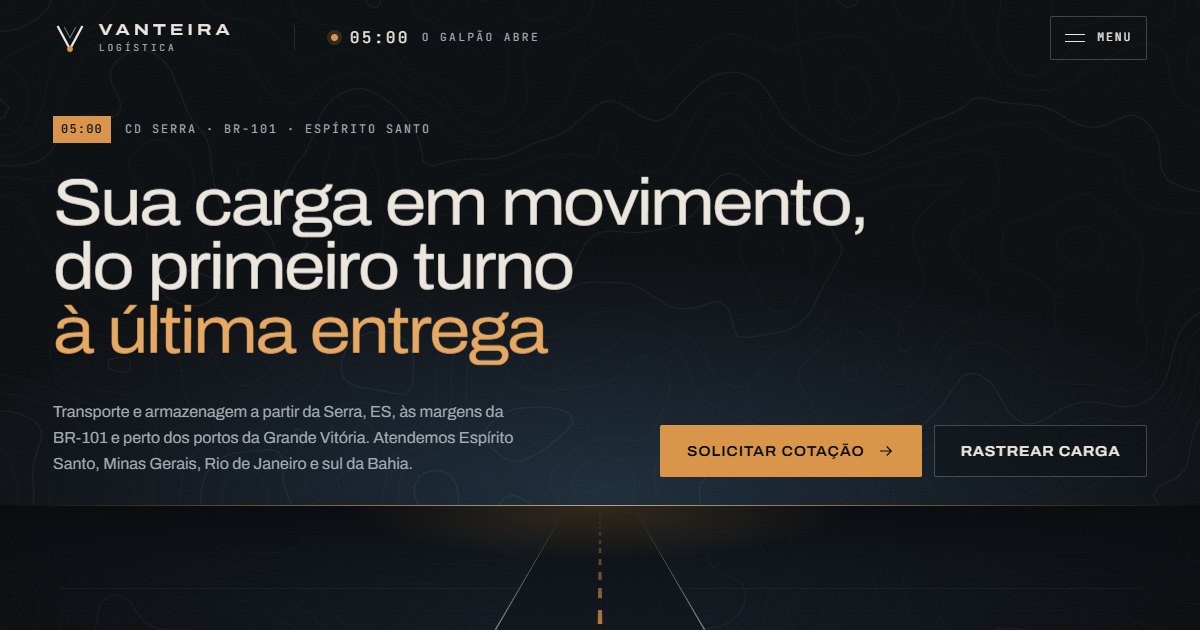 VANTEIRA
LOGÍSTICA
05:00 O GALPÃO ABRE
MENU
05:00 CD SERRA · BR-101 · ESPÍRITO SANTO
Sua carga em movimento,
do primeiro turno
à última entrega
Transporte e armazenagem a partir da Serra, ES, às margens da
BR-101 e perto dos portos da Grande Vitória. Atendemos Espírito
Santo, Minas Gerais, Rio de Janeiro e sul da Bahia.
SOLICITAR COTAÇÃO →
RASTREAR CARGA